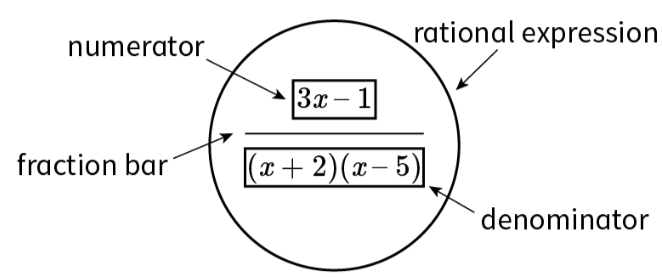 numerator
rational expression
3x – 1
fraction bar
(x + 2)(x – 5)
denominator